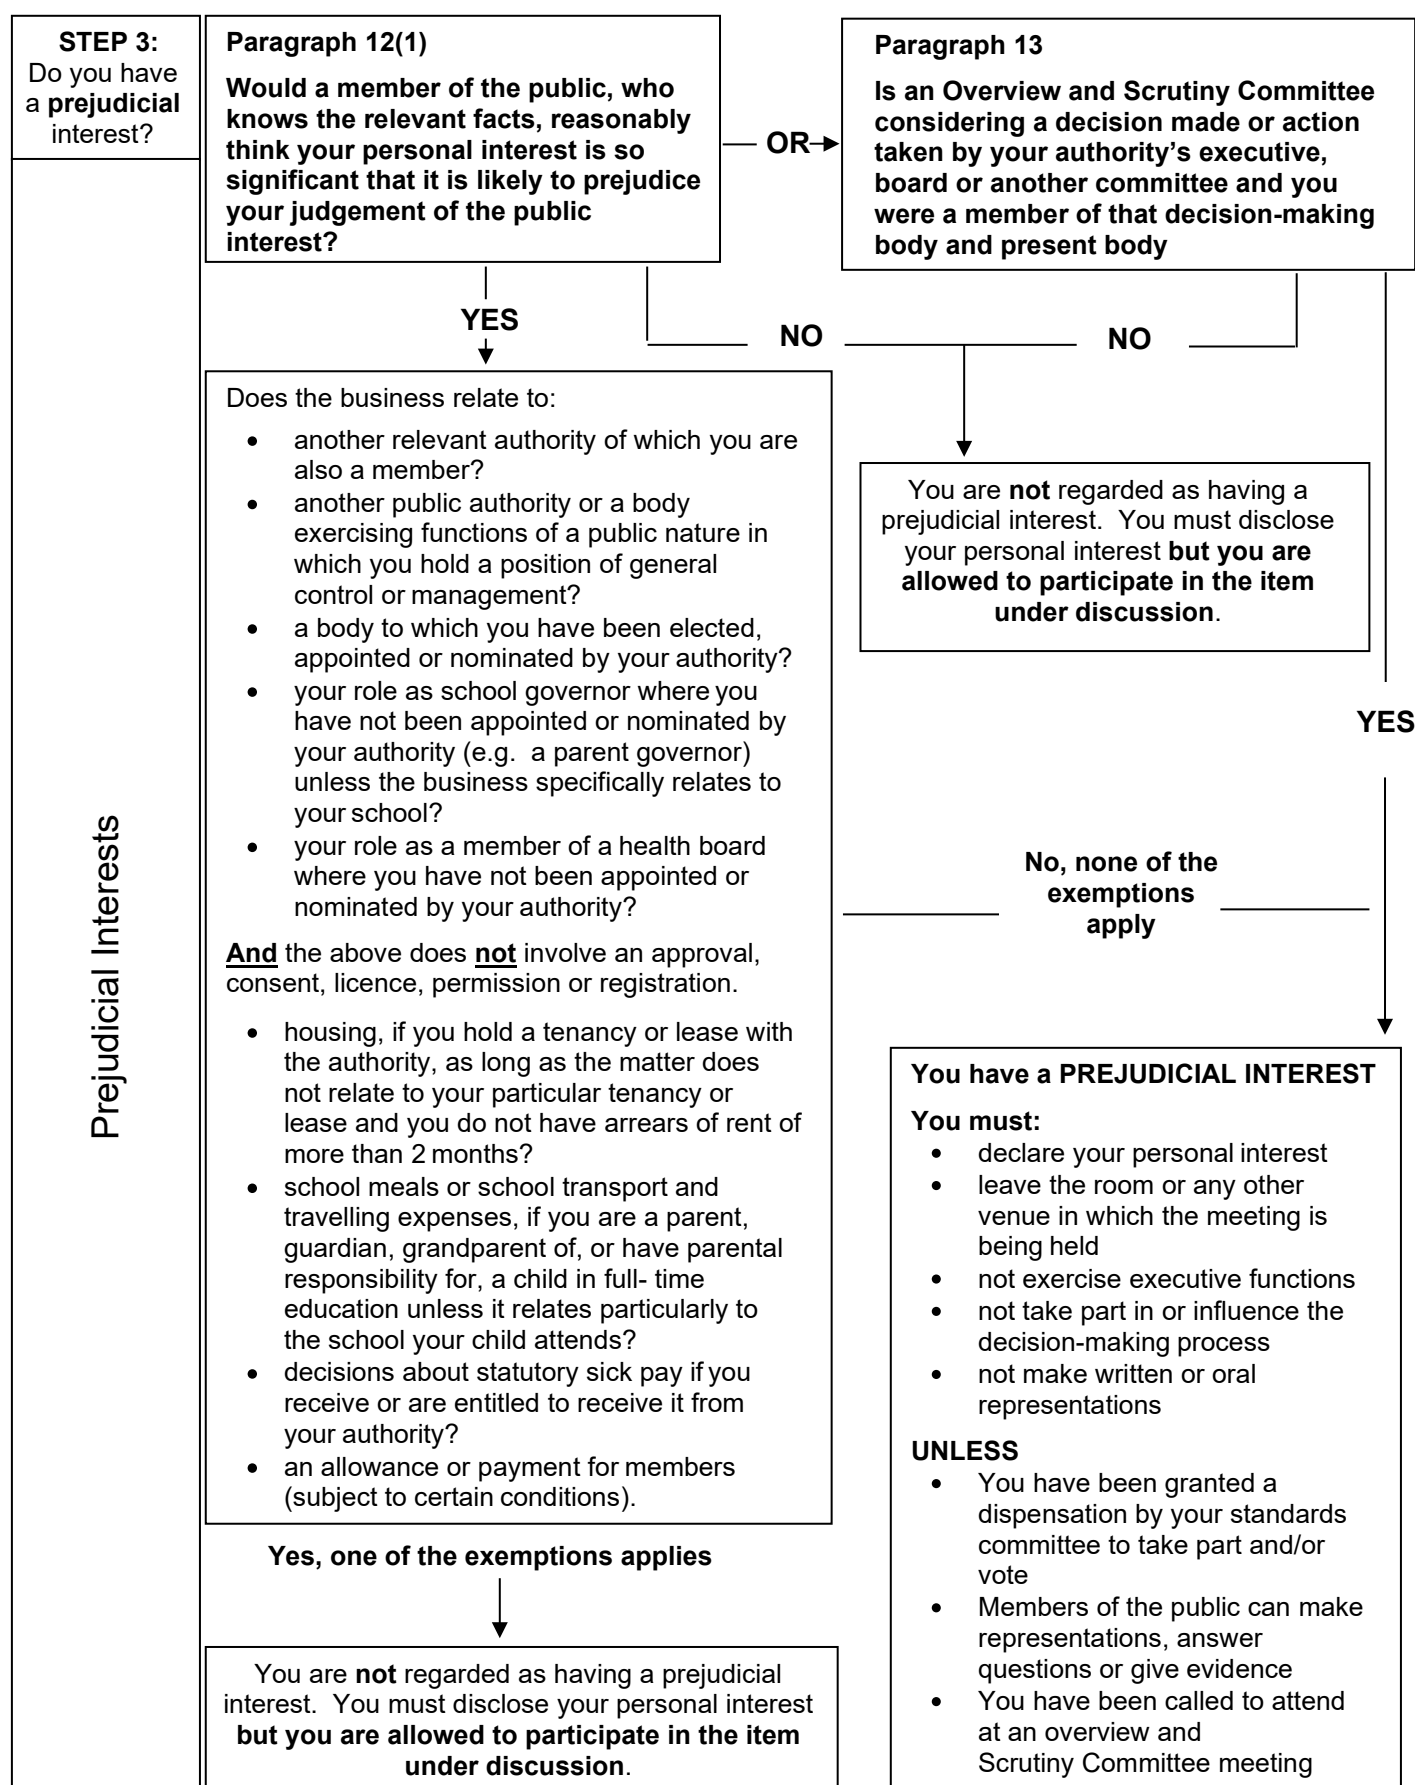 STEP 3:
Do you have
a prejudicial
interest?
Prejudicial Interests
Paragraph 12(1)
Would a member of the public, who
knows the relevant facts, reasonably
think your personal interest is so
significant that it is likely to prejudice
your judgement of the public
interest?
OR
Paragraph 13
Is an Overview and Scrutiny Committee
considering a decision made or action
taken by your authority’s executive,
board or another committee and you
were a member of that decision-making
body and present body
YES
NO
NO
Does the business relate to:
• another relevant authority of which you are
also a member?
• another public authority or a body
exercising functions of a public nature in
which you hold a position of general
control or management?
• a body to which you have been elected,
appointed or nominated by your authority?
• your role as school governor where you
have not been appointed or nominated by
your authority (e.g. a parent governor)
unless the business specifically relates to
your school?
• your role as a member of a health board
where you have not been appointed or
nominated by your authority?
And the above does not involve an approval,
consent, licence, permission or registration.
• housing, if you hold a tenancy or lease with
the authority, as long as the matter does
not relate to your particular tenancy or
lease and you do not have arrears of rent of
more than 2 months?
• school meals or school transport and
travelling expenses, if you are a parent,
guardian, grandparent of, or have parental
responsibility for, a child in full- time
education unless it relates particularly to
the school your child attends?
• decisions about statutory sick pay if you
receive or are entitled to receive it from
your authority?
• an allowance or payment for members
(subject to certain conditions).
You are not regarded as having a
prejudicial interest. You must disclose
your personal interest but you are
allowed to participate in the item
under discussion.
YES
No, none of the
exemptions
apply
Yes, one of the exemptions applies
You are not regarded as having a prejudicial
interest. You must disclose your personal interest
but you are allowed to participate in the item
under discussion.
You have a PREJUDICIAL INTEREST
You must:
• declare your personal interest
• leave the room or any other
venue in which the meeting is
being held
• not exercise executive functions
• not take part in or influence the
decision-making process
• not make written or oral
representations
UNLESS
• You have been granted a
dispensation by your standards
committee to take part and/or
vote
• Members of the public can make
representations, answer
questions or give evidence
• You have been called to attend
at an overview and
Scrutiny Committee meeting